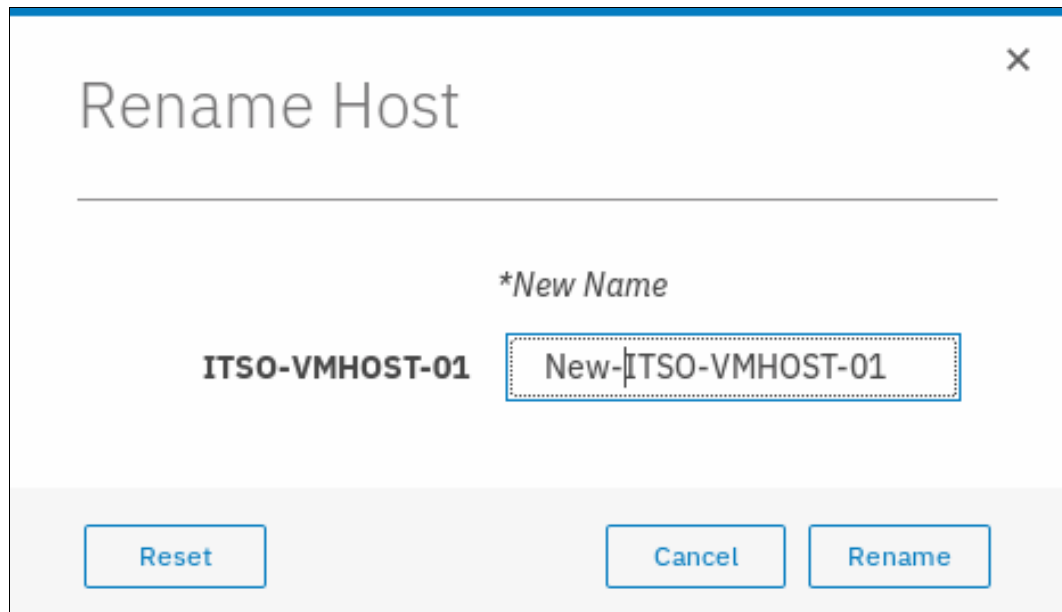 Rename Host
*New Name
ITSO-VMHOST-01 New-ITSO-VMHOST-01
Reset Cancel Rename